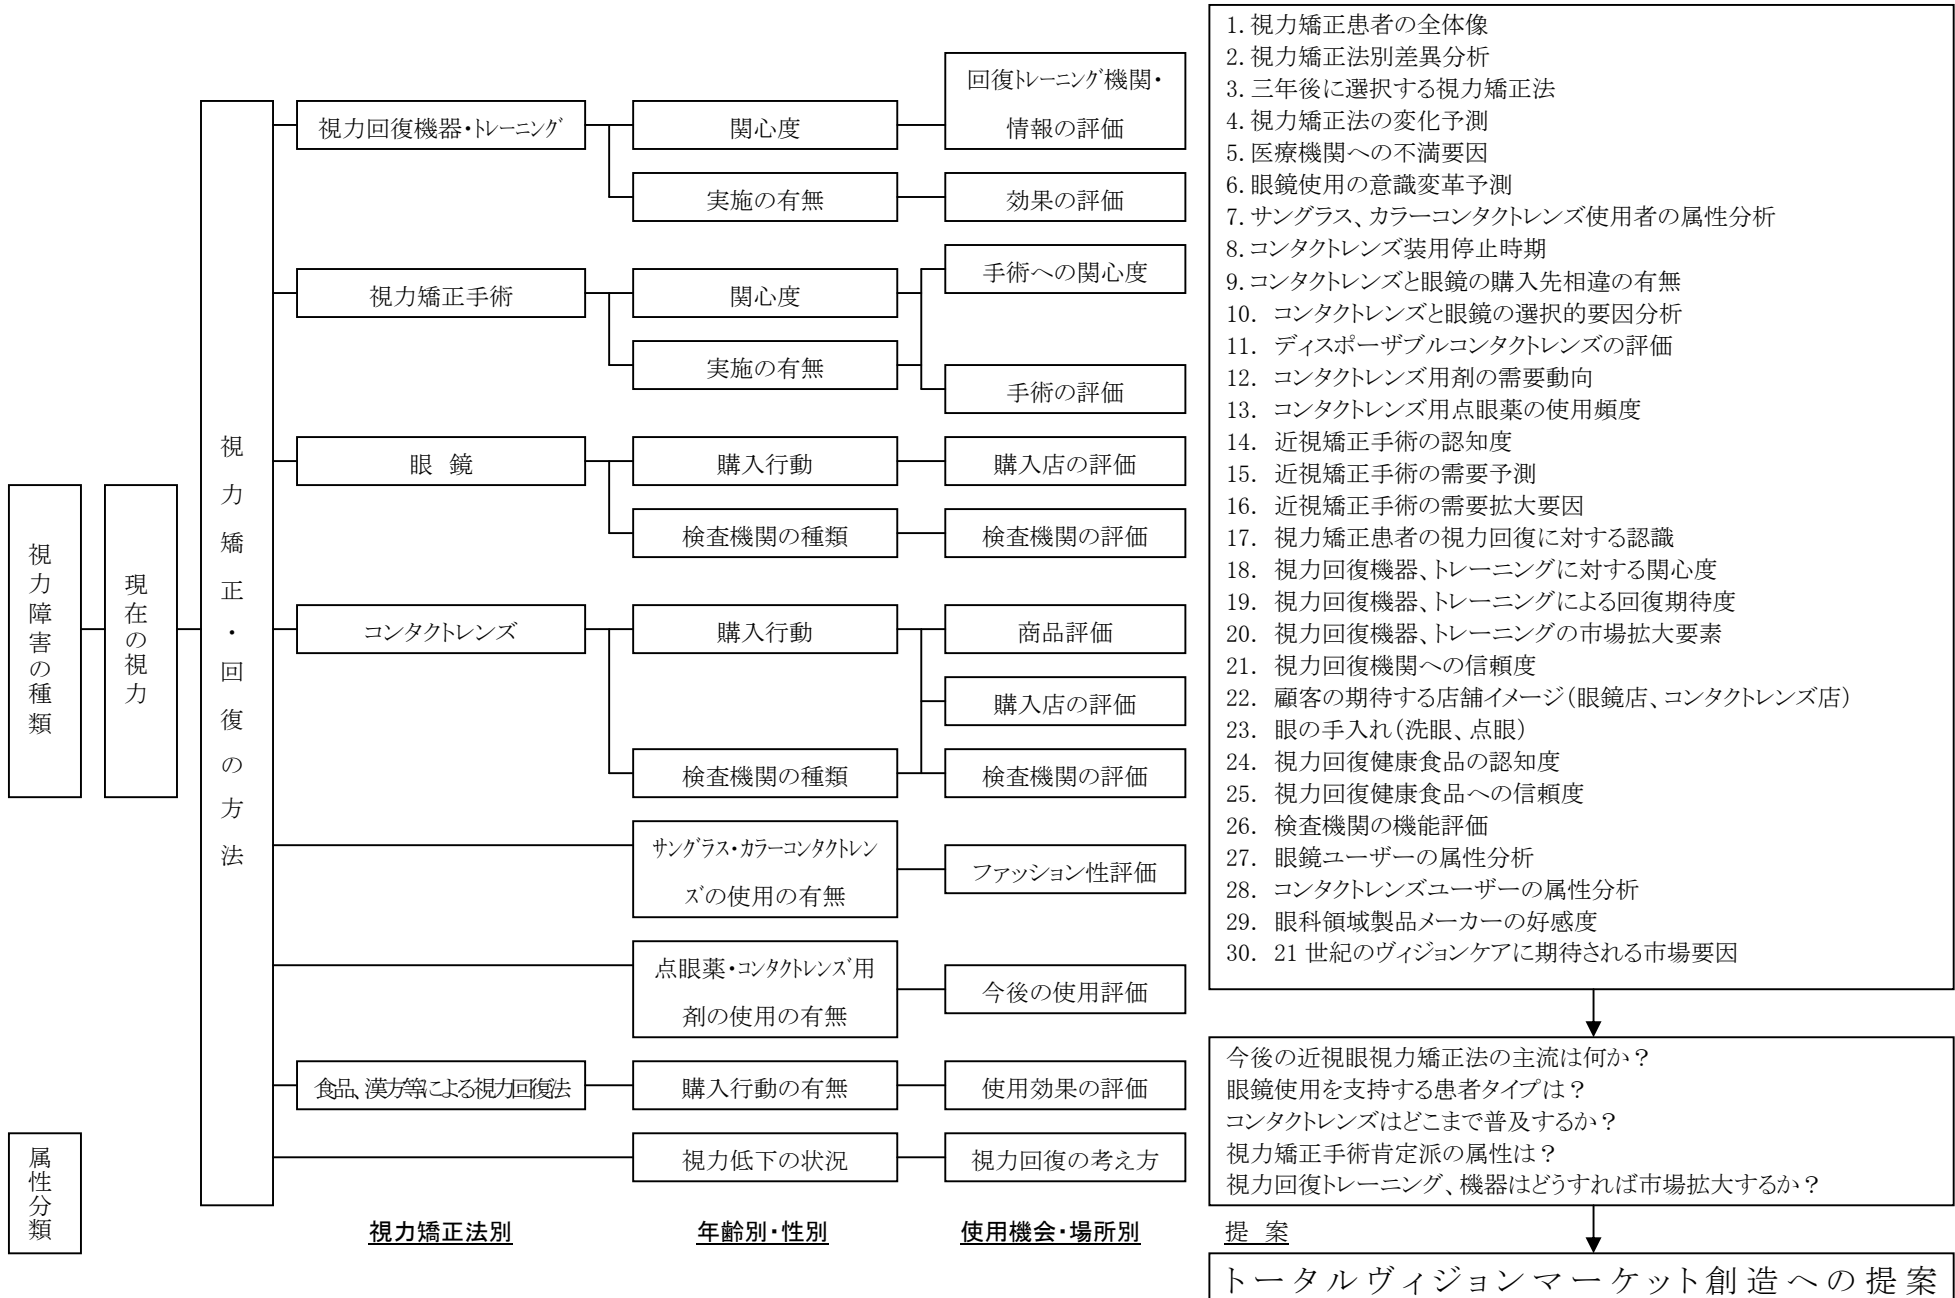 視力障害の種類
現在の視力
視力矯正・回復の方法
属性分類
視力回復機器・トレーニング
関心度
回復トレーニング機関・
情報の評価
実施の有無
効果の評価
視力矯正手術
関心度
手術への関心度
実施の有無
手術の評価
眼 鏡
購入行動
購入店の評価
検査機関の種類
検査機関の評価
コンタクトレンズ
購入行動
商品評価
購入店の評価
検査機関の種類
検査機関の評価
サングラス・カラーコンタクトレン
ズの使用の有無
ファッション性評価
点眼薬・コンタクトレンズ用
剤の使用の有無
今後の使用評価
食品、漢方等による視力回復法
購入行動の有無
使用効果の評価
視力低下の状況
視力回復の考え方
視力矯正法別
年齢別・性別
使用機会・場所別
1.視力矯正患者の全体像
2.視力矯正法別差異分析
3.三年後に選択する視力矯正法
4.視力矯正法の変化予測
5.医療機関への不満要因
6.眼鏡使用の意識変革予測
7.サングラス、カラーコンタクトレンズ使用者の属性分析
8.コンタクトレンズ装用停止時期
9.コンタクトレンズと眼鏡の購入先相違の有無
10. コンタクトレンズと眼鏡の選択的要因分析
11. ディスポーザブルコンタクトレンズの評価
12. コンタクトレンズ用剤の需要動向
13. コンタクトレンズ用点眼薬の使用頻度
14. 近視矯正手術の認知度
15. 近視矯正手術の需要予測
16. 近視矯正手術の需要拡大要因
17. 視力矯正患者の視力回復に対する認識
18. 視力回復機器、トレーニングに対する関心度
19. 視力回復機器、トレーニングによる回復期待度
20. 視力回復機器、トレーニングの市場拡大要素
21. 視力回復機関への信頼度
22. 顧客の期待する店舗イメージ(眼鏡店、コンタクトレンズ店)
23. 眼の手入れ(洗眼、点眼)
24. 視力回復健康食品の認知度
25. 視力回復健康食品への信頼度
26. 検査機関の機能評価
27. 眼鏡ユーザーの属性分析
28. コンタクトレンズユーザーの属性分析
29. 眼科領域製品メーカーの好感度
30. 21 世紀のヴィジョンケアに期待される市場要因
今後の近視眼視力矯正法の主流は何か?
眼鏡使用を支持する患者タイプは?
コンタクトレンズはどこまで普及するか?
視力矯正手術肯定派の属性は?
視力回復トレーニング、機器はどうすれば市場拡大するか?
提 案
トータルヴィジョンマーケット創造への提案